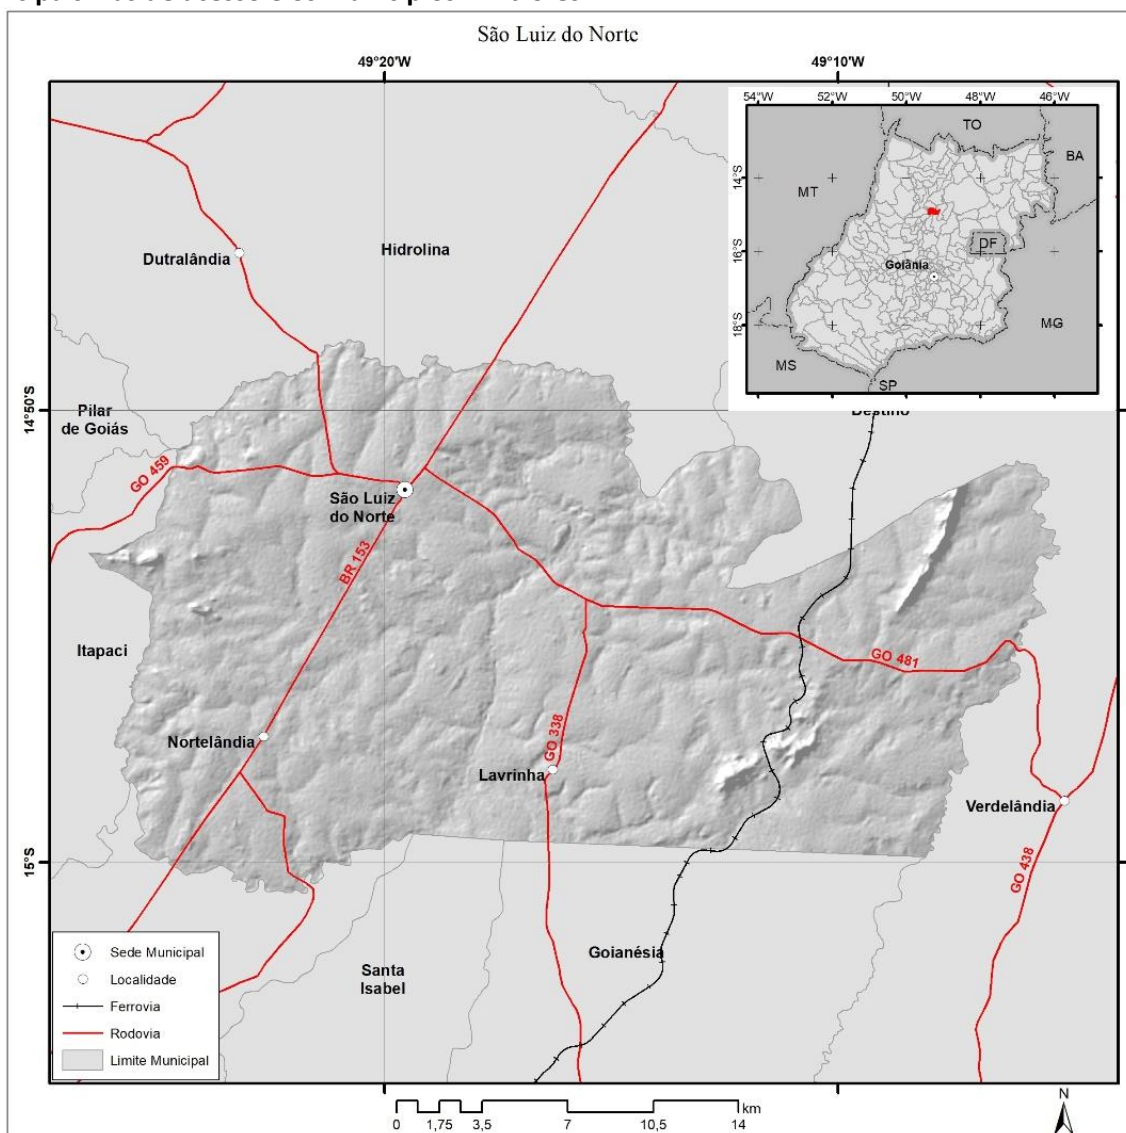 São Luiz do Norte
49°20'W
49°10'W
54°W
52°W
50°W
48°W
46°W
TO
BA
MT
14°S
DF
16°S
Goiânia
MG
18°S
MS
SP
Hidrolina
Dutralândia
14°50'S
Pilar
de Goiás
GO 459
São Luiz
do Norte
BR 153
Itapaci
GO 481
Nortelândia
GO 338
Lavrinha
Verdelândia
15°S
GO 438
Goianésia
Santa
Isabel
Sede Municipal
Localidade
Ferrovia
Rodovia
Limite Municipal
km
0
1,75
3,5
7
10,5
14
N